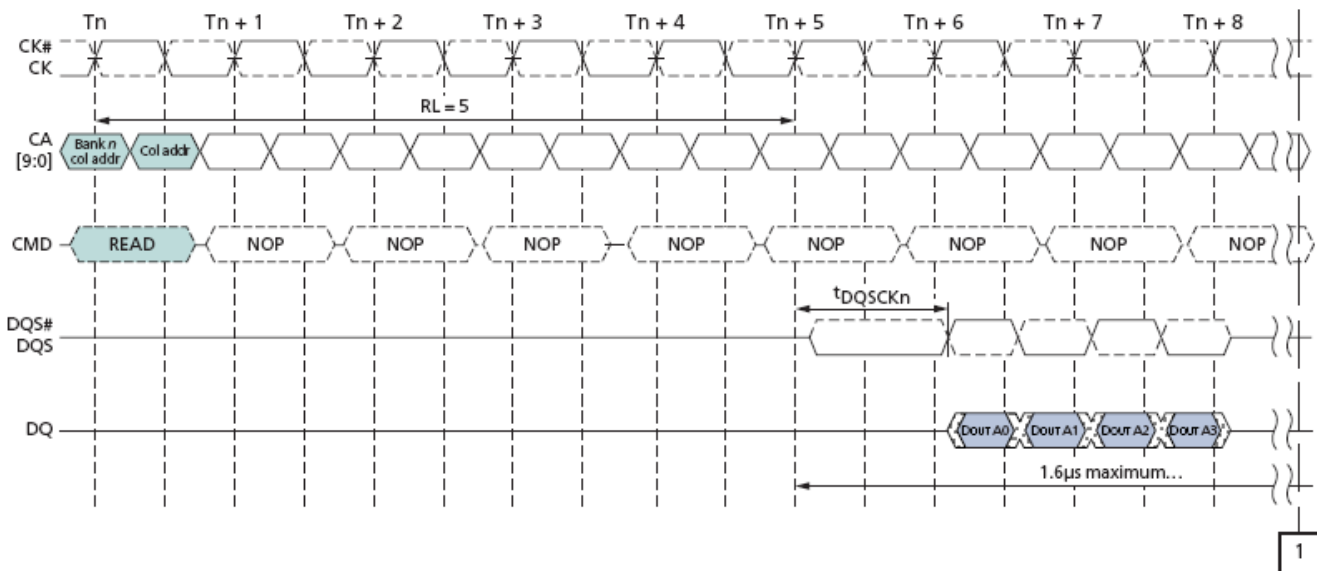 Tn Tn + 1 Tn + 2 Tn + 3 Tn + 4 Tn + 5 Tn + 6 Tn + 7 Tn + 8
CK#
CK
RL = 5
CA
[9:0]
Bank n
col addr
Col addr
CMD READ NOP NOP NOP NOP NOP NOP NOP NOP
tDQSCKn
DQS#
DQS
DQ DOUT A0 DOUT A1 DOUT A2 DOUT A3
1.6µs maximum...
1